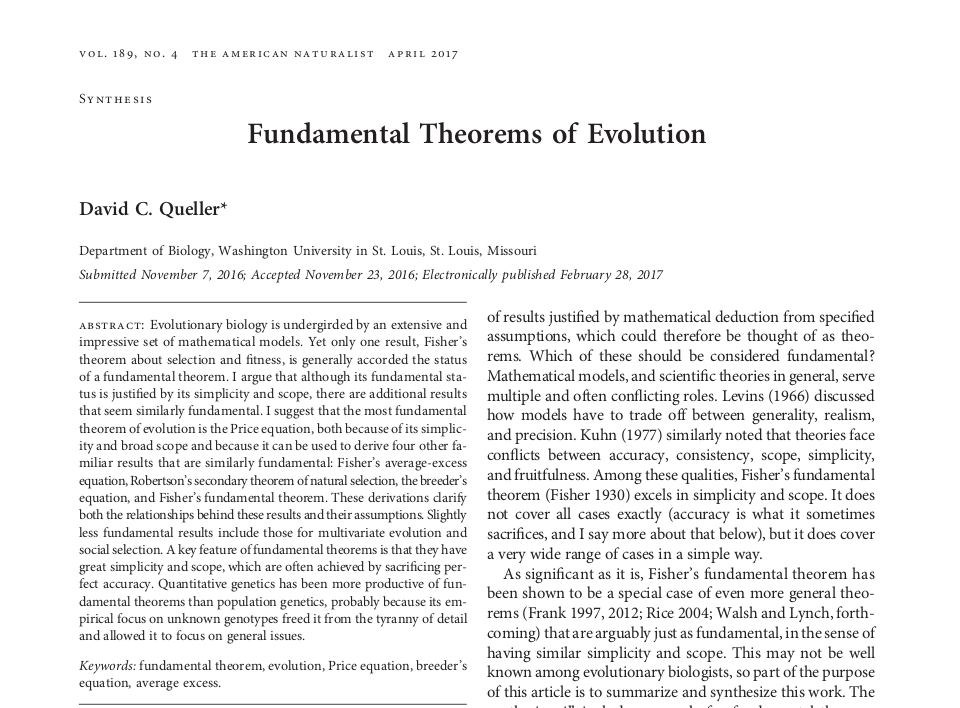 VOL. 189, NO. 4 THE AMERICAN NATURALIST APRIL 2017
Synthesis
Fundamental Theorems of Evolution
David C. Queller*
Department of Biology, Washington University in St. Louis, St. Louis, Missouri
Submitted November 7, 2016; Accepted November 23, 2016; Electronically published February 28, 2017
ABSTRACT: Evolutionary biology is undergirded by an extensive and
impressive set of mathematical models. Yet only one result, Fisher's
theorem about selection and fitness, is generally accorded the status
of a fundamental theorem. I argue that although its fundamental sta-
tus is justified by its simplicity and scope, there are additional results
that seem similarly fundamental. I suggest that the most fundamental
theorem of evolution is the Price equation, both because of its simplic-
ity and broad scope and because it can be used to derive four other fa-
miliar results that are similarly fundamental: Fisher's average-excess
equation, Robertson's secondary theorem of natural selection, the breeder's
equation, and Fisher's fundamental theorem. These derivations clarify
both the relationships behind these results and their assumptions. Slightly
less fundamental results include those for multivariate evolution and
social selection. A key feature of fundamental theorems is that they have
great simplicity and scope, which are often achieved by sacrificing per-
fect accuracy. Quantitative genetics has been more productive of fun-
damental theorems than population genetics, probably because its em-
pirical focus on unknown genotypes freed it from the tyranny of detail
and allowed it to focus on general issues.
Keywords: fundamental theorem, evolution, Price equation, breeder's
equation, average excess.
of results justified by mathematical deduction from specified
assumptions, which could therefore be thought of as theo-
rems. Which of these should be considered fundamental?
Mathematical models, and scientific theories in general, serve
multiple and often conflicting roles. Levins (1966) discussed
how models have to trade off between generality, realism,
and precision. Kuhn (1977) similarly noted that theories face
conflicts between accuracy, consistency, scope, simplicity,
and fruitfulness. Among these qualities, Fisher's fundamental
theorem (Fisher 1930) excels in simplicity and scope. It does
not cover all cases exactly (accuracy is what it sometimes
sacrifices, and I say more about that below), but it does cover
a very wide range of cases in a simple way.
As significant as it is, Fisher's fundamental theorem has
been shown to be a special case of even more general theo-
rems (Frank 1997, 2012; Rice 2004; Walsh and Lynch, forth-
coming) that are arguably just as fundamental, in the sense of
having similar simplicity and scope. This may not be well
known among evolutionary biologists, so part of the purpose
of this article is to summarize and synthesize this work. The